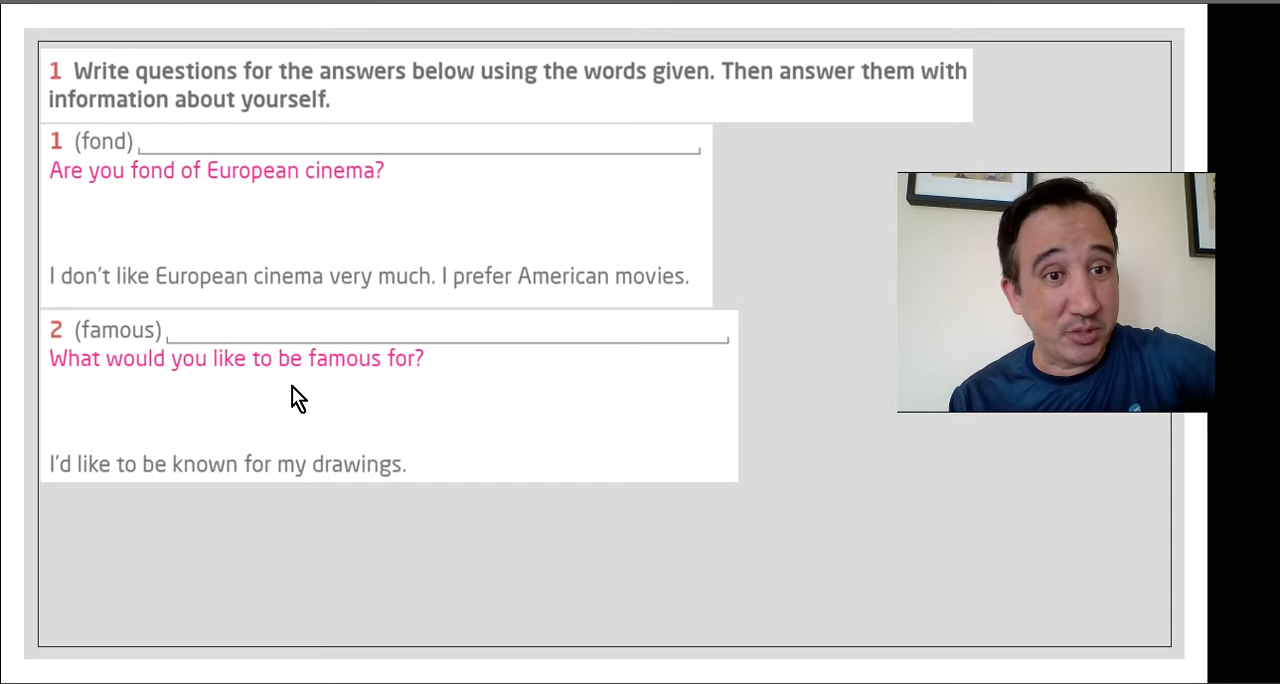 1 Write questions for the answers below using the words given. Then answer them with
information about yourself.
1 (fond)
Are you fond of European cinema?
I don't like European cinema very much. I prefer American movies.
2 (famous)
What would you like to be famous for?
I'd like to be known for my drawings.